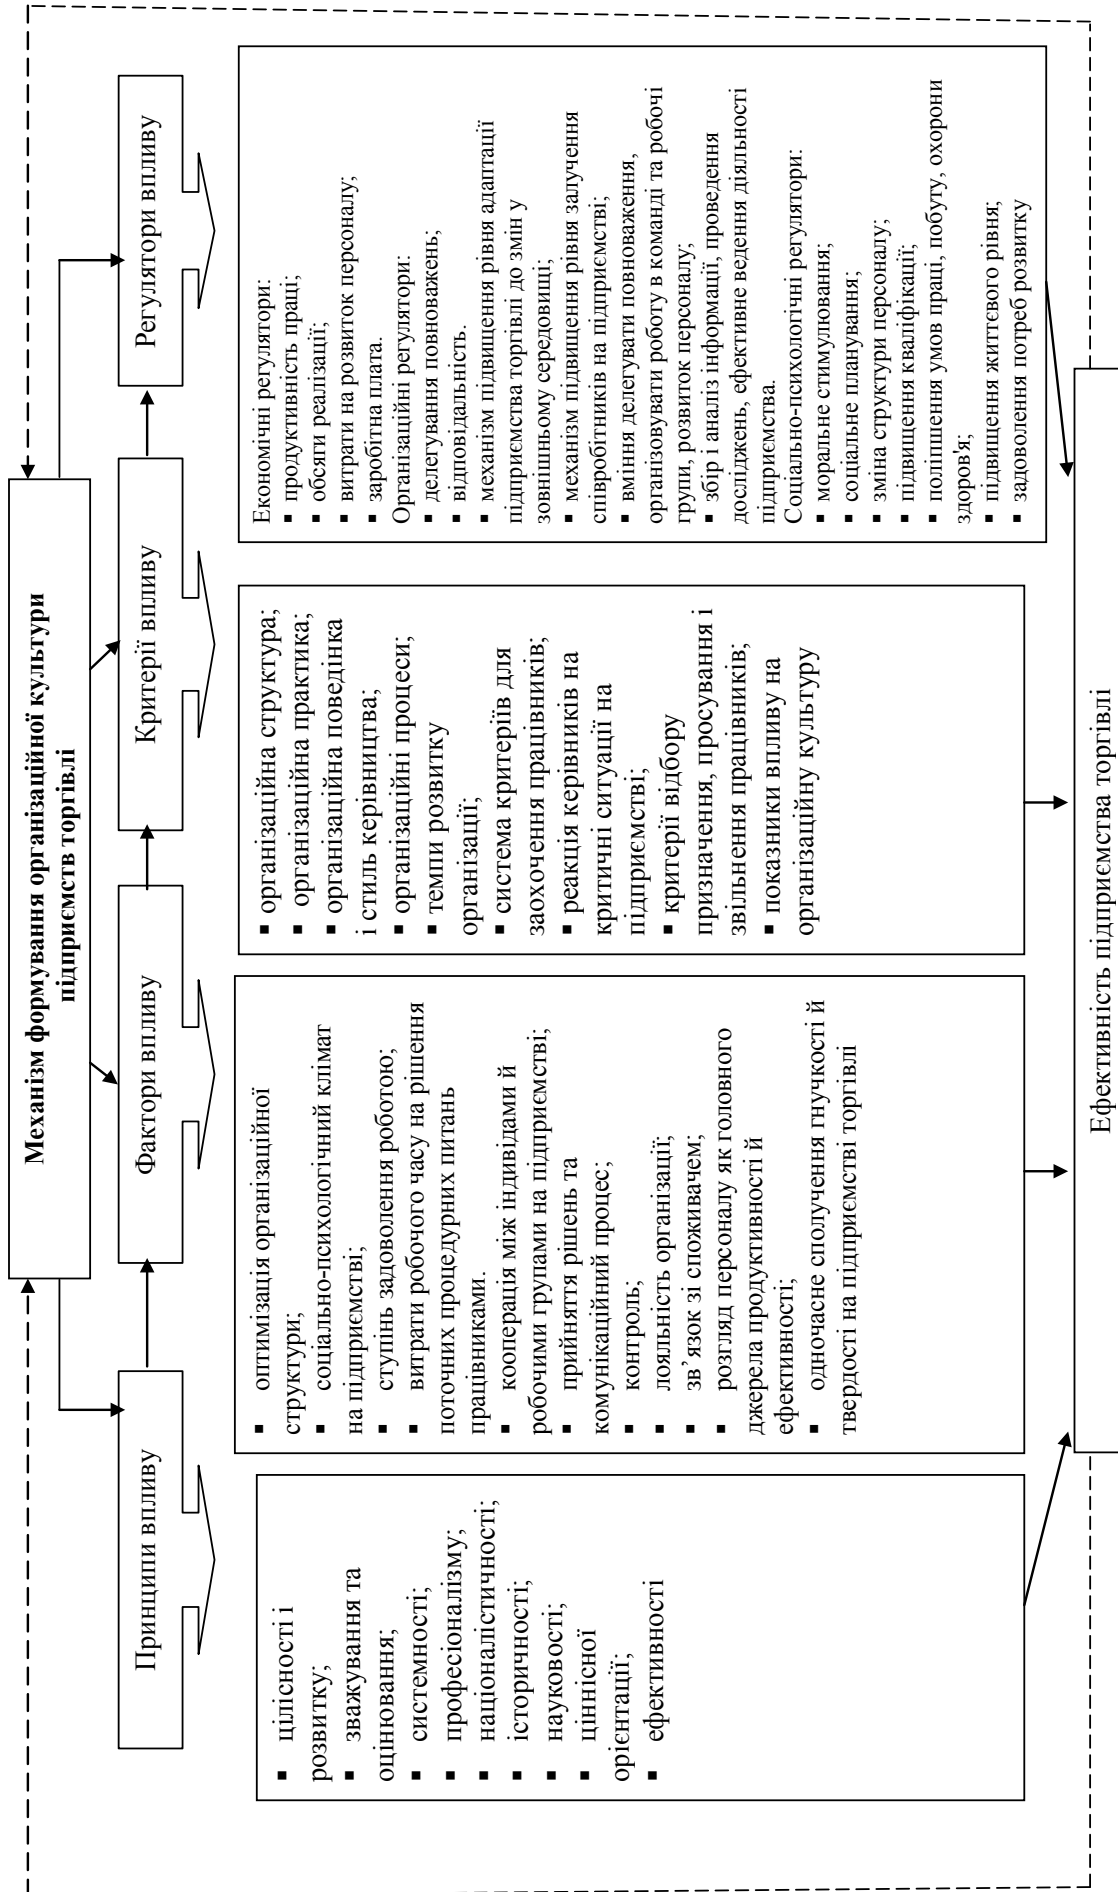 Механізм формування організаційної культури
підприємств торгівлі
Принципи впливу
Фактори впливу
Критерії впливу
Регулятори впливу
▪ цілісності і
розвитку;
▪ зважування та
оцінювання;
▪ системності;
▪ професіоналізму;
▪ націоналістичності;
▪ історичності;
▪ науковості;
▪ ціннісної
орієнтації;
▪ ефективності
▪ оптимізація організаційної
структури;
▪ соціально-психологічний клімат
на підприємстві;
▪ ступінь задоволення роботою;
▪ витрати робочого часу на рішення
поточних процедурних питань
працівниками.
▪ кооперація між індивідами й
робочими групами на підприємстві;
▪ прийняття рішень та
комунікаційний процес;
▪ контроль;
▪ лояльність організації;
▪ зв’язок зі споживачем;
▪ розгляд персоналу як головного
джерела продуктивності й
ефективності;
▪ одночасне сполучення гнучкості й
твердості на підприємстві торгівлі
▪ організаційна структура;
▪ організаційна практика;
▪ організаційна поведінка
і стиль керівництва;
▪ організаційні процеси;
▪ темпи розвитку
організації;
▪ система критеріїв для
заохочення працівників;
▪ реакція керівників на
критичні ситуації на
підприємстві;
▪ критерії відбору
призначення, просування і
звільнення працівників;
▪ показники впливу на
організаційну культуру
Економічні регулятори:
▪ продуктивність праці;
▪ обсяги реалізації;
▪ витрати на розвиток персоналу;
▪ заробітна плата.
Організаційні регулятори:
▪ делегування повноважень;
▪ відповідальність.
▪ механізм підвищення рівня адаптації
підприємства торгівлі до змін у
зовнішньому середовищі;
▪ механізм підвищення рівня залучення
співробітників на підприємстві;
▪ вміння делегувати повноваження,
організовувати роботу в команді та робочі
групи, розвиток персоналу;
▪ збір і аналіз інформації, проведення
досліджень, ефективне ведення діяльності
підприємства.
Соціально-психологічні регулятори:
▪ моральне стимулювання;
▪ соціальне планування;
▪ зміна структури персоналу;
▪ підвищення кваліфікації;
▪ поліпшення умов праці, побуту, охорони
здоров'я;
▪ підвищення життєвого рівня;
▪ задоволення потреб розвитку
Ефективність підприємства торгівлі